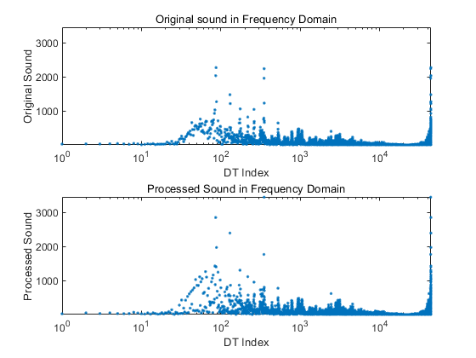 Original sound in Frequency Domain
3000
2000
1000
Original Sound
10^0 10^1 10^2 10^3 10^4
DT Index
Processed Sound in Frequency Domain
3000
2000
1000
Processed Sound
10^0 10^1 10^2 10^3 10^4
DT Index